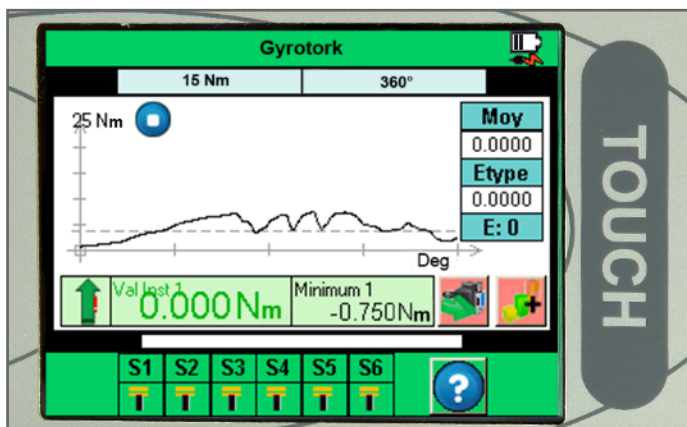 Gyrotork
15 Nm
360°
25 Nm
Moy
0.0000
Etype
0.0000
E: 0
Deg
Val Inst 1
0.000Nm
Minimum 1
-0.750Nm
S1 S2 S3 S4 S5 S6
?
TOUCH